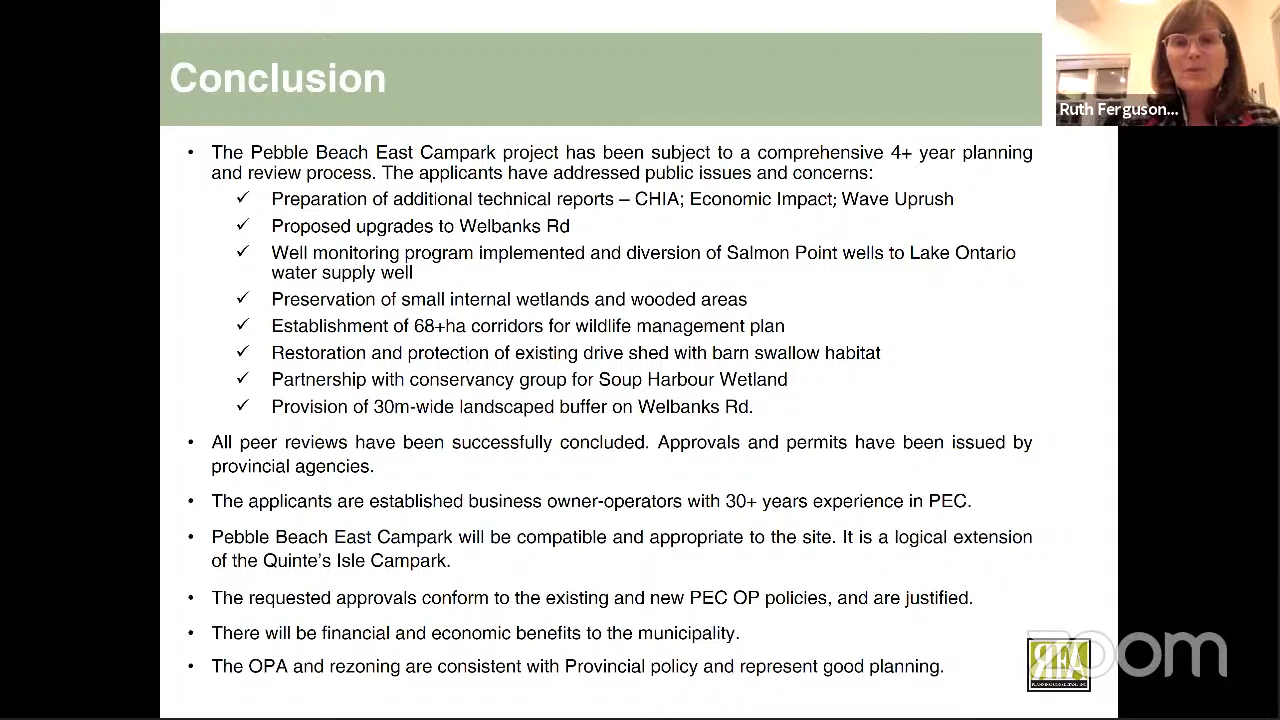 Conclusion
Ruth Ferguson...
• The Pebble Beach East Campark project has been subject to a comprehensive 4+ year planning
and review process. The applicants have addressed public issues and concerns:
✓ Preparation of additional technical reports – CHIA; Economic Impact; Wave Uprush
✓ Proposed upgrades to Welbanks Rd
✓ Well monitoring program implemented and diversion of Salmon Point wells to Lake Ontario
water supply well
✓ Preservation of small internal wetlands and wooded areas
✓ Establishment of 68+ha corridors for wildlife management plan
✓ Restoration and protection of existing drive shed with barn swallow habitat
✓ Partnership with conservancy group for Soup Harbour Wetland
✓ Provision of 30m-wide landscaped buffer on Welbanks Rd.
• All peer reviews have been successfully concluded. Approvals and permits have been issued by
provincial agencies.
• The applicants are established business owner-operators with 30+ years experience in PEC.
• Pebble Beach East Campark will be compatible and appropriate to the site. It is a logical extension
of the Quinte's Isle Campark.
• The requested approvals conform to the existing and new PEC OP policies, and are justified.
• There will be financial and economic benefits to the municipality.
• The OPA and rezoning are consistent with Provincial policy and represent good planning.
zoom